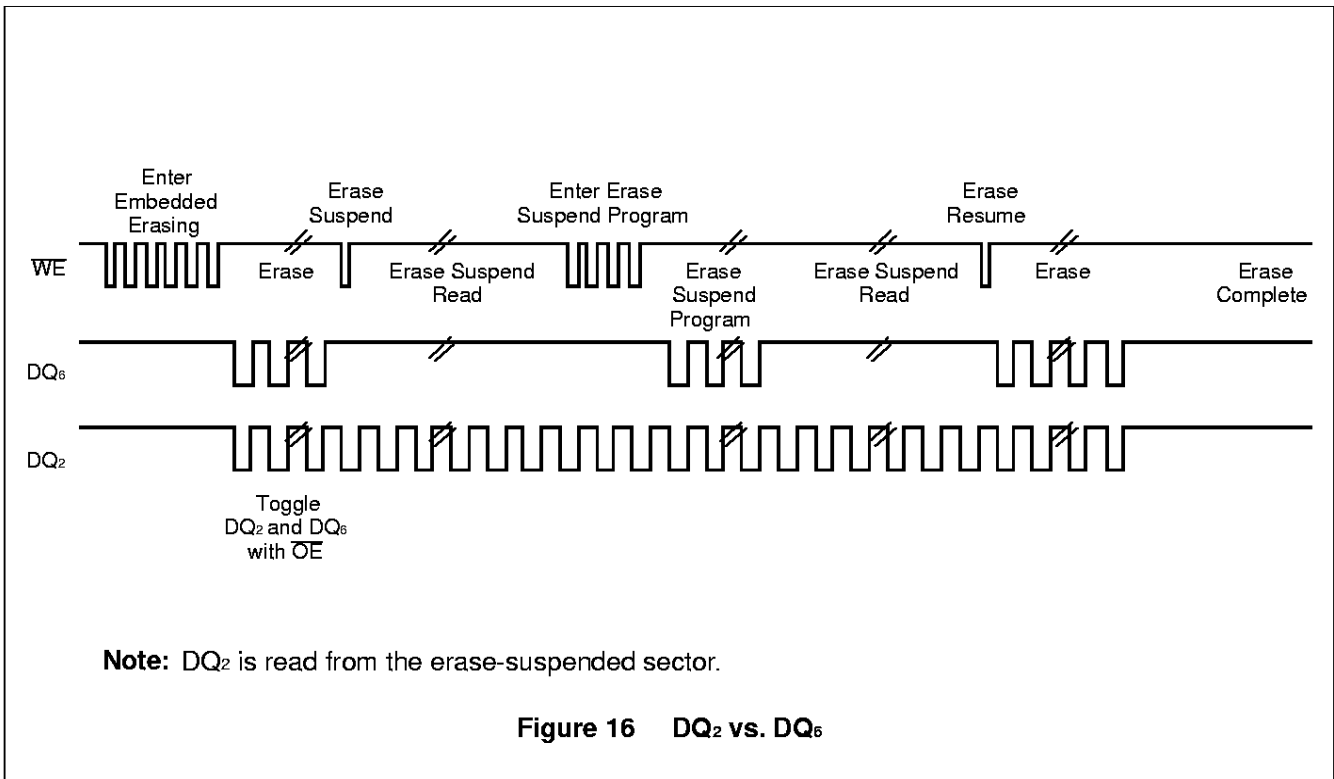 Enter
Embedded
Erasing
Erase
Suspend
Enter Erase
Suspend Program
Erase
Resume
WE
Erase
Erase Suspend
Read
Erase
Suspend
Program
Erase Suspend
Read
Erase
Erase
Complete
DQ6
DQ2
Toggle
DQ2 and DQ6
with OE
Note: DQ2 is read from the erase-suspended sector.
Figure 16 DQ2 vs. DQ6